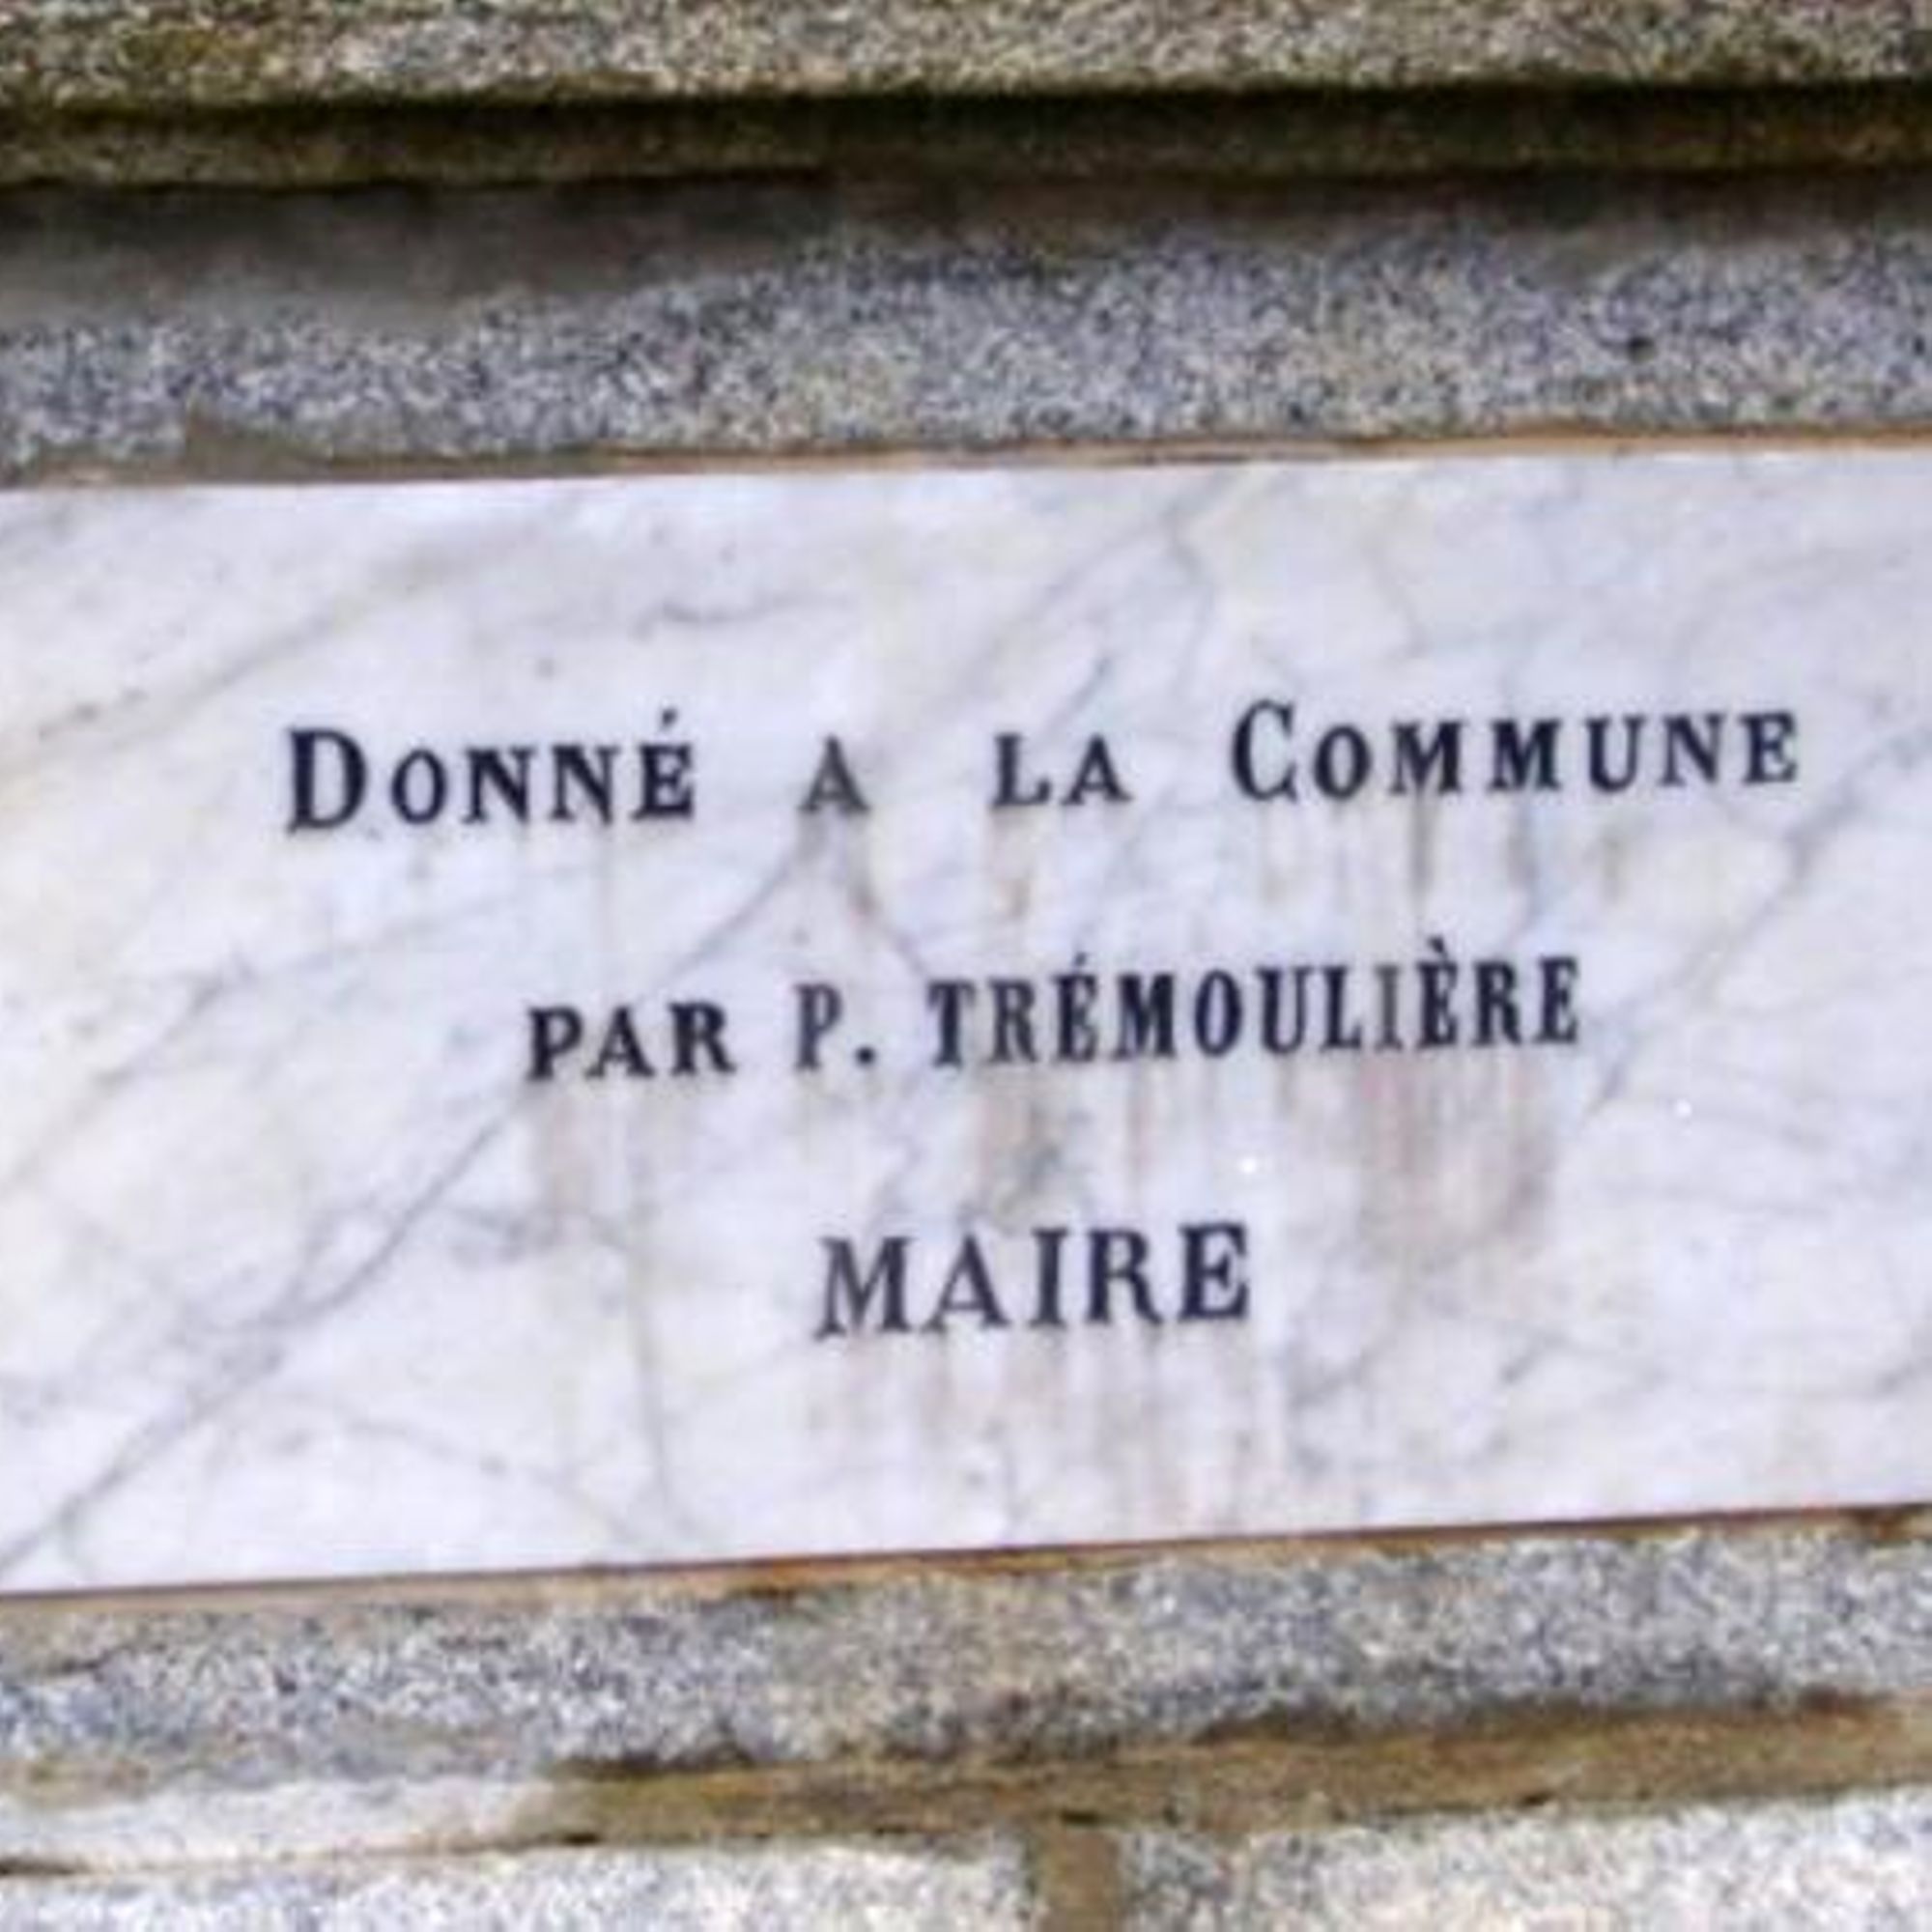 DONNÉ A LA COMMUNE
PAR P. TRÉMOULIÈRE
MAIRE